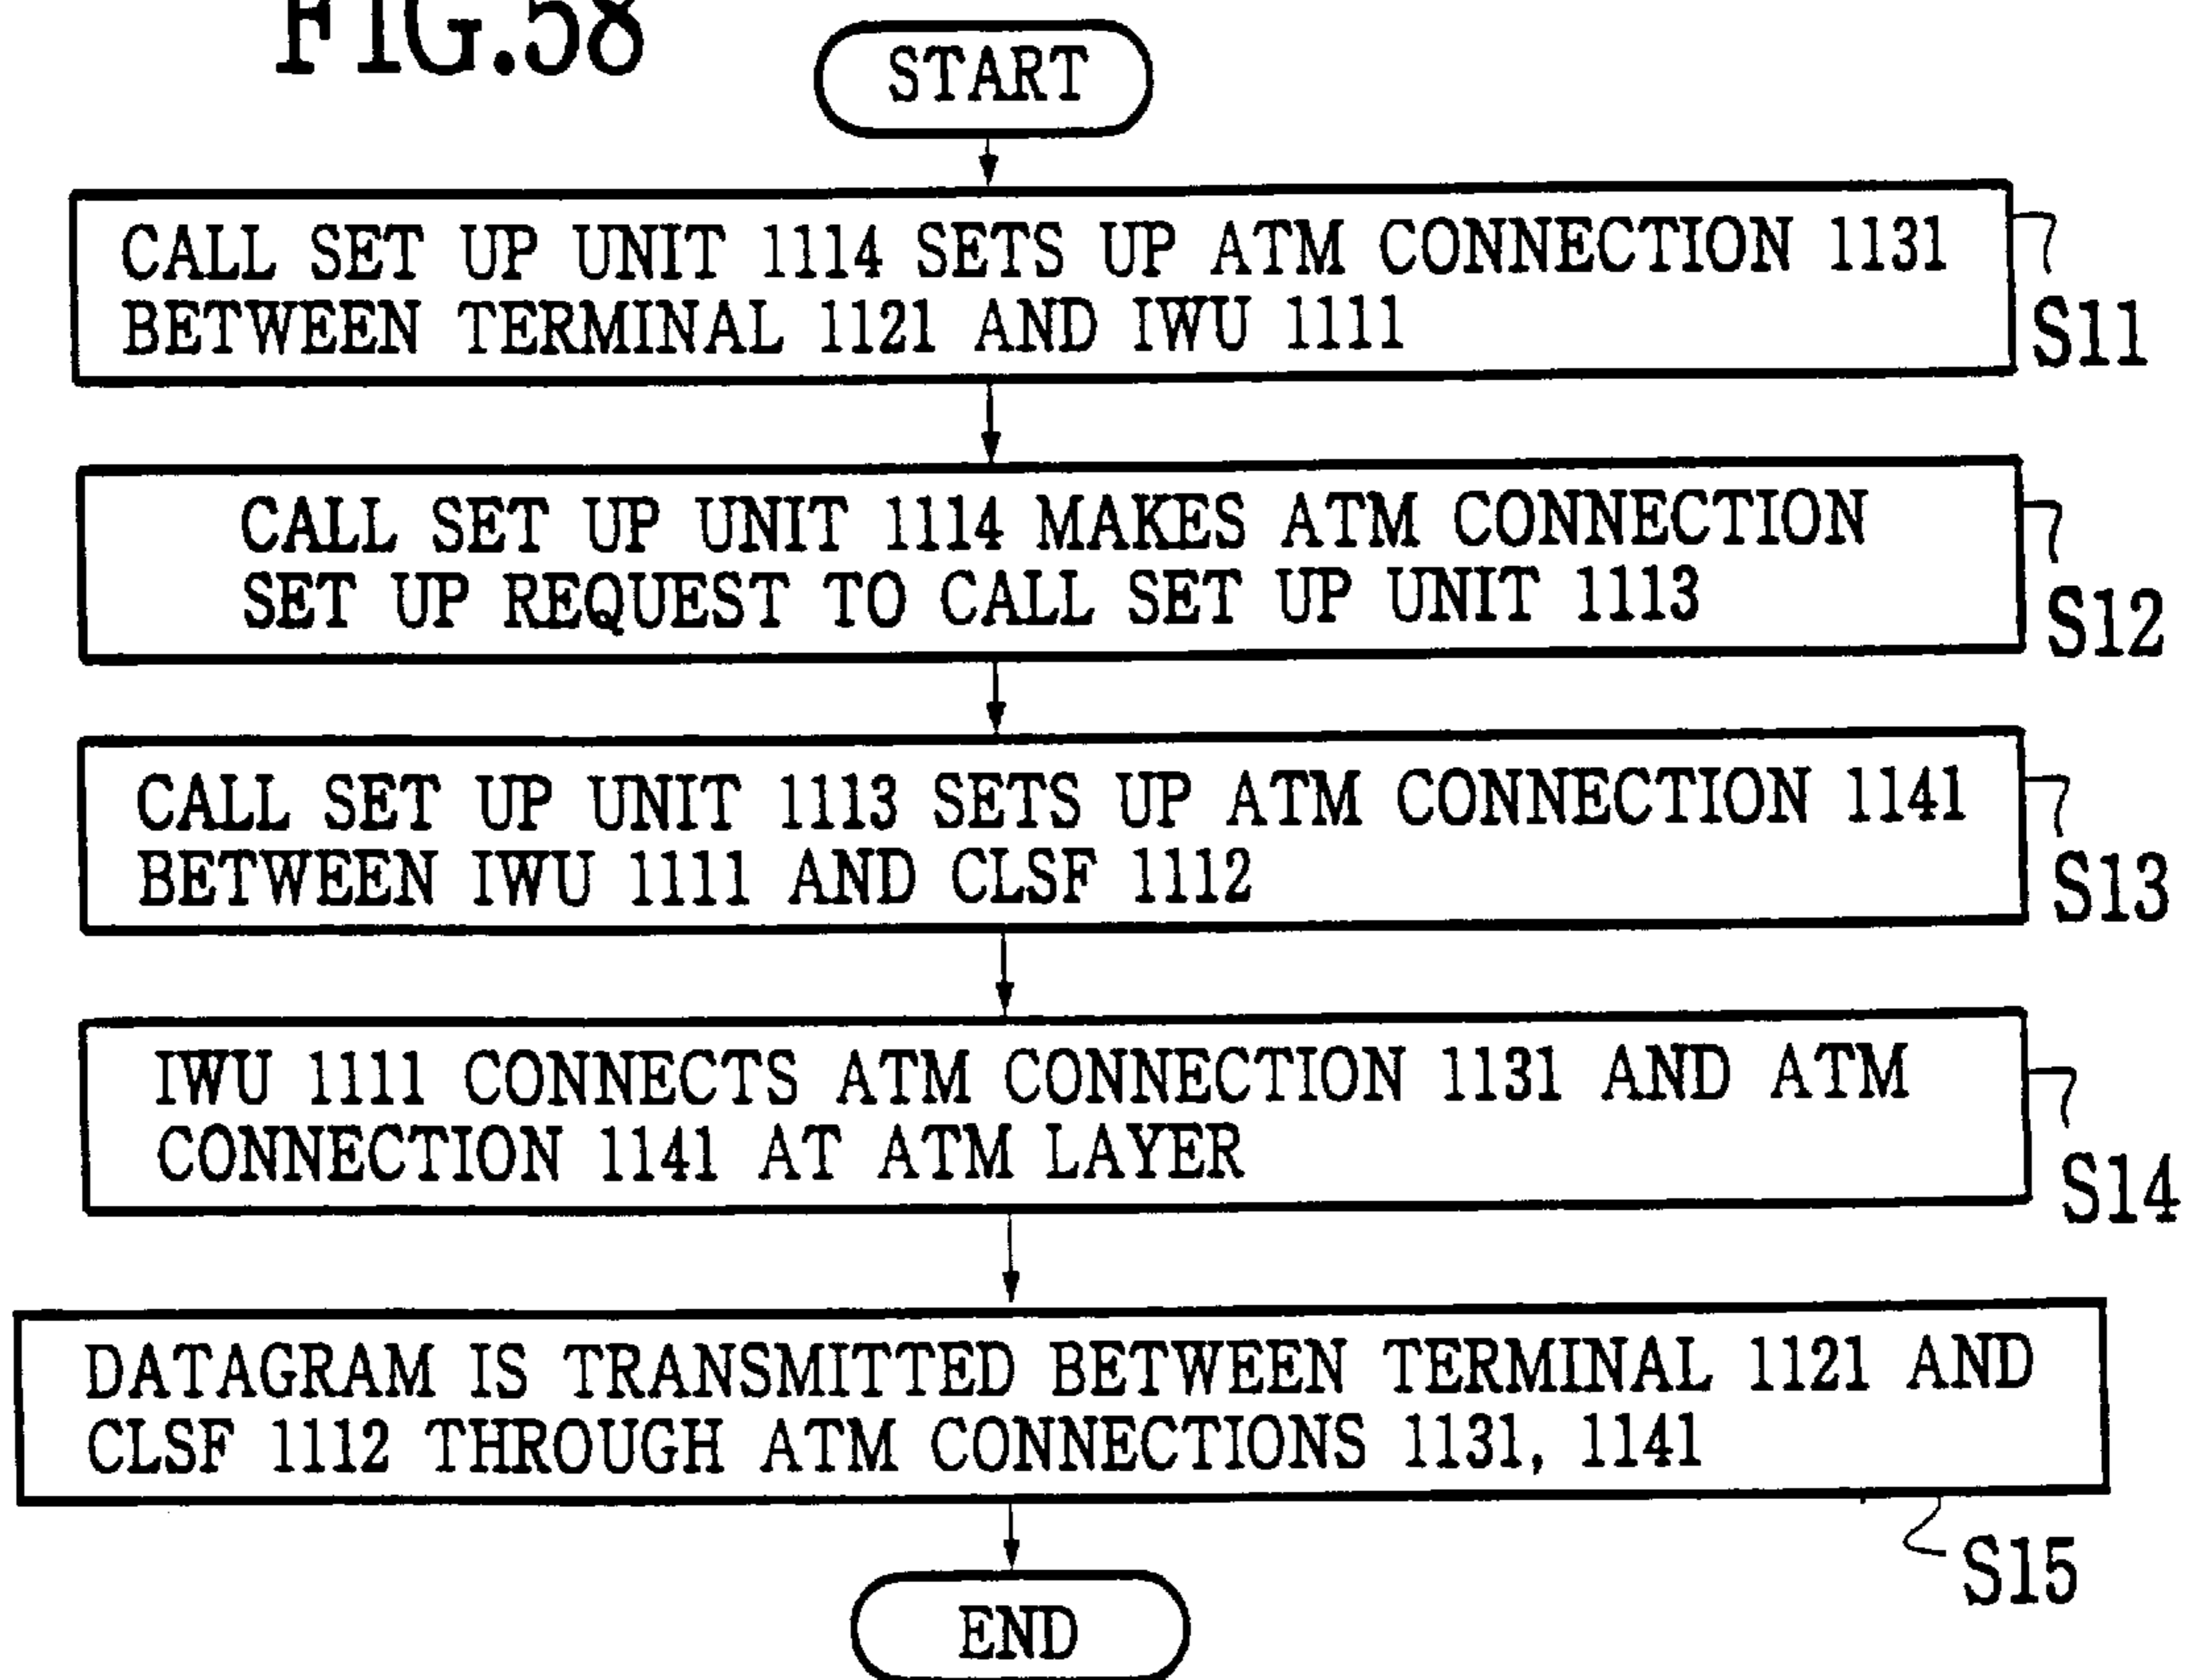 FIG.58
START
CALL SET UP UNIT 1114 SETS UP ATM CONNECTION 1131
BETWEEN TERMINAL 1121 AND IWU 1111
S11
CALL SET UP UNIT 1114 MAKES ATM CONNECTION
SET UP REQUEST TO CALL SET UP UNIT 1113
S12
CALL SET UP UNIT 1113 SETS UP ATM CONNECTION 1141
BETWEEN IWU 1111 AND CLSF 1112
S13
IWU 1111 CONNECTS ATM CONNECTION 1131 AND ATM
CONNECTION 1141 AT ATM LAYER
S14
DATAGRAM IS TRANSMITTED BETWEEN TERMINAL 1121 AND
CLSF 1112 THROUGH ATM CONNECTIONS 1131, 1141
S15
END